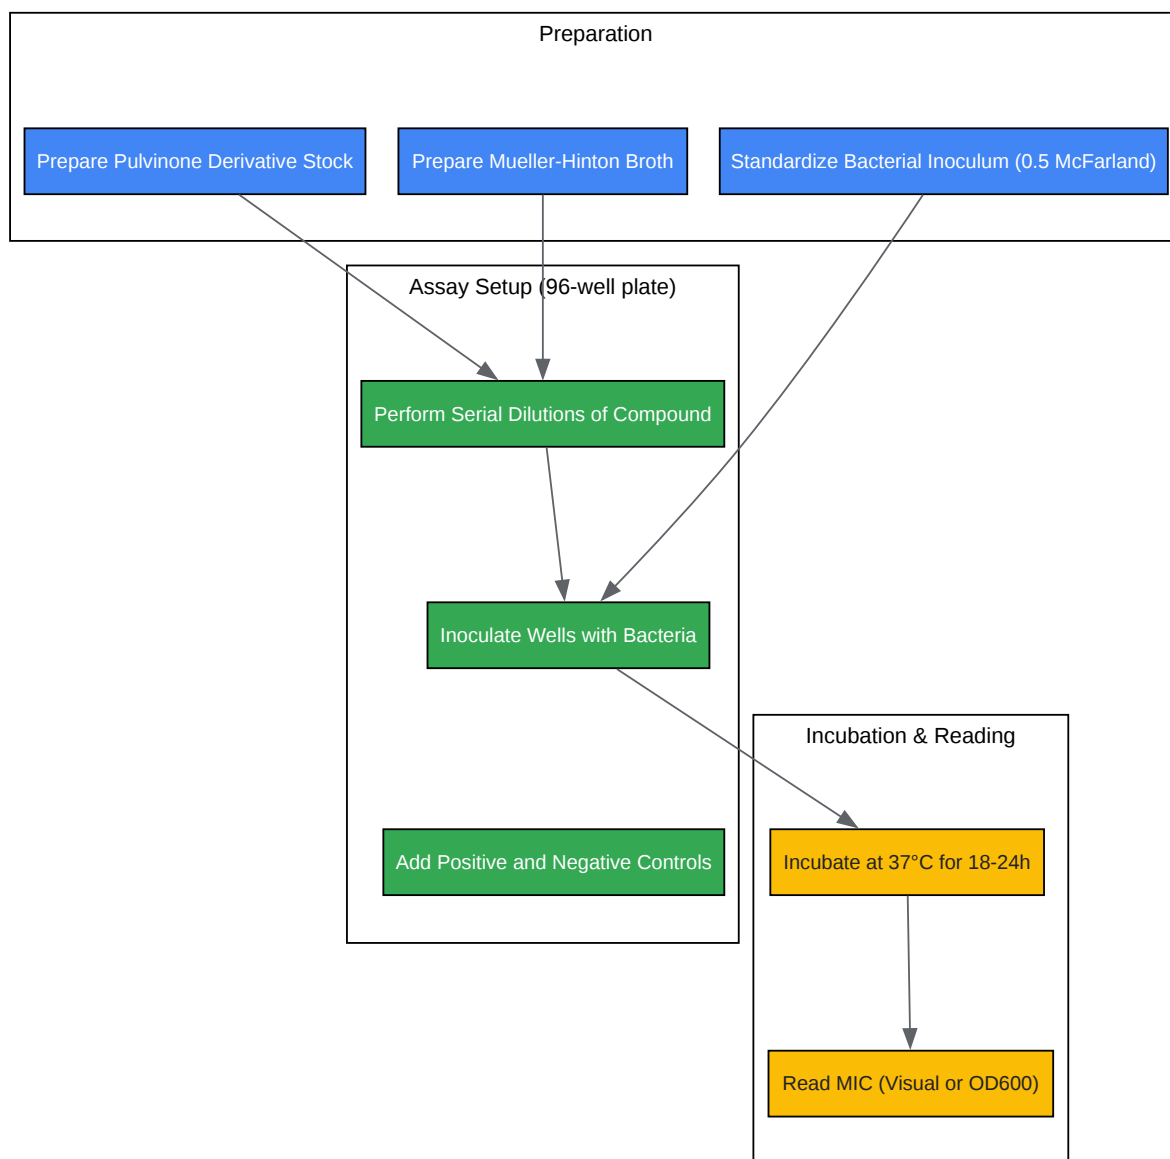 Preparation
Prepare Pulvinone Derivative Stock
Prepare Mueller-Hinton Broth
Standardize Bacterial Inoculum (0.5 McFarland)
Assay Setup (96-well plate)
Perform Serial Dilutions of Compound
Inoculate Wells with Bacteria
Add Positive and Negative Controls
Incubation & Reading
Incubate at 37°C for 18-24h
Read MIC (Visual or OD600)